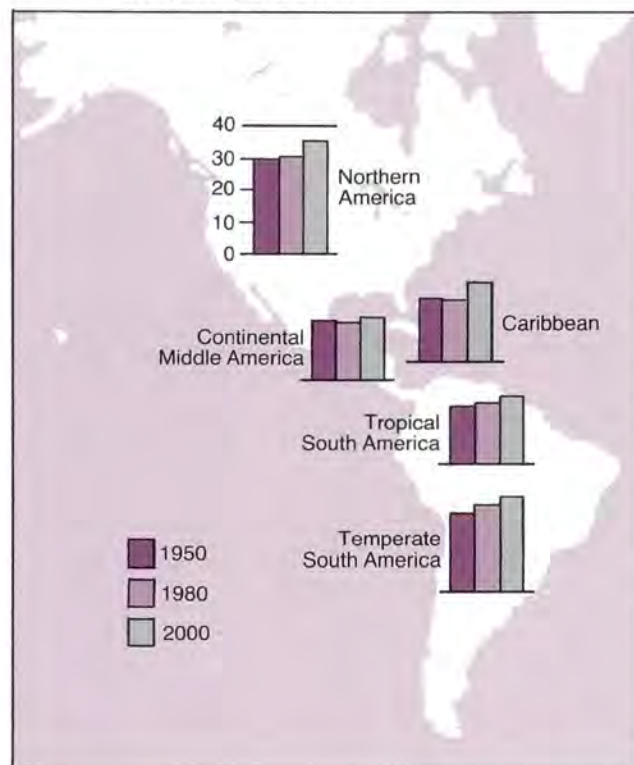 40
30
20
10
0
Northern
America
Caribbean
Continental
Middle America
Tropical
South America
Temperate
South America
1950
1980
2000